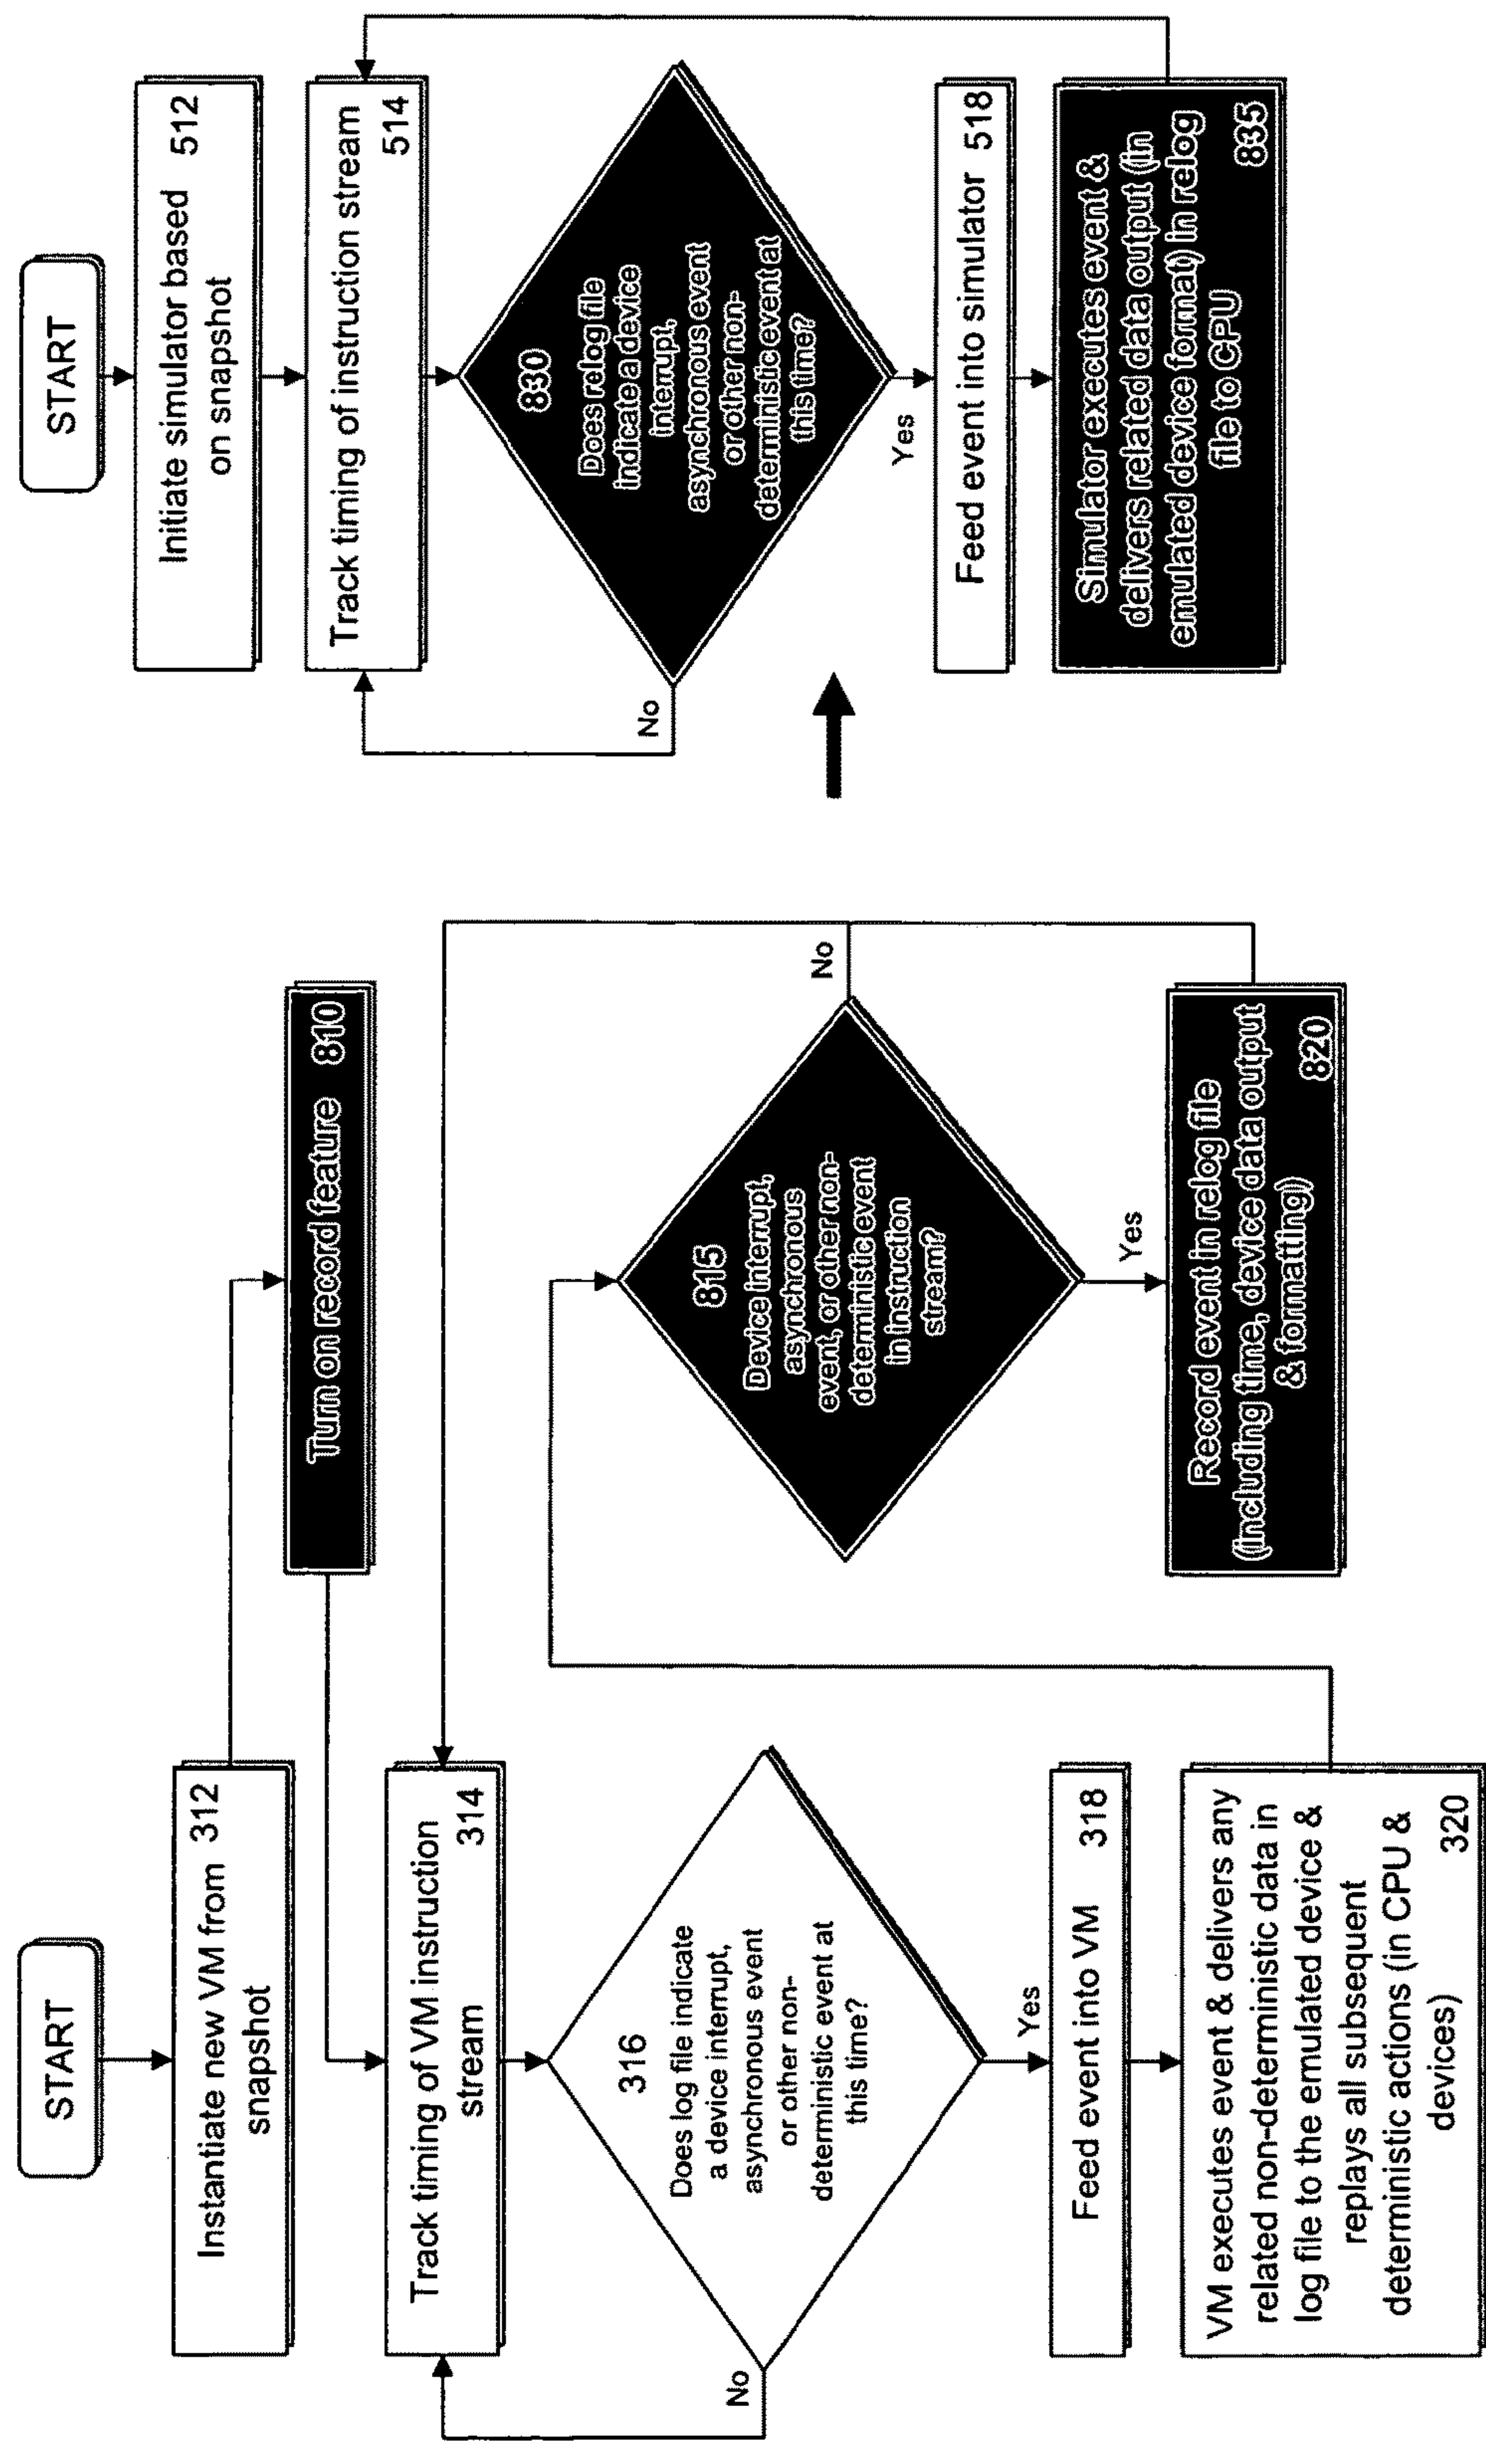 START
Instantiate new VM from 312
snapshot
Turn on record feature 810
Track timing of VM instruction
stream 314
316
Does log file indicate
a device interrupt,
asynchronous event
or other non-
deterministic event at
this time?
No
Yes
Feed event into VM 318
VM executes event & delivers any
related non-deterministic data in
log file to the emulated device &
replays all subsequent
deterministic actions (in CPU &
devices) 320
815
Device interrupt,
asynchronous
event, or other non-
deterministic event
in instruction
stream?
No
Yes
Record event in relog file
(including time, device data output
& formatting) 820
START
Initiate simulator based 512
on snapshot
Track timing of instruction stream
514
830
Does relog file
indicate a device
interrupt,
asynchronous event
or other non-
deterministic event at
this time?
No
Yes
Feed event into simulator 518
Simulator executes event &
delivers related data output (in
emulated device format) in relog
file to CPU 835